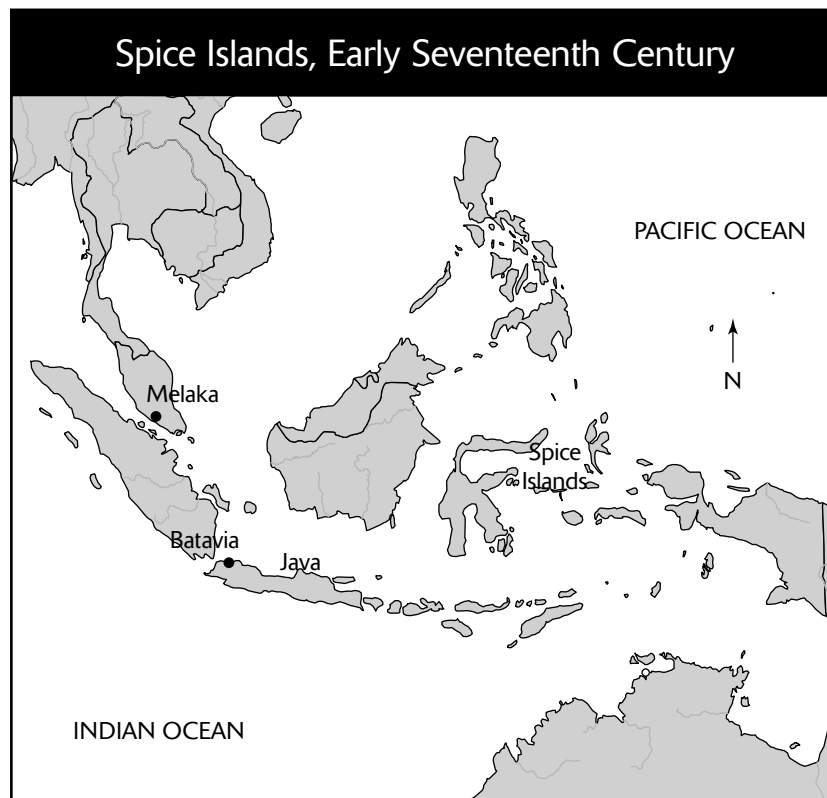 Spice Islands, Early Seventeenth Century
PACIFIC OCEAN
N
Melaka
Spice
Islands
Batavia
Java
INDIAN OCEAN